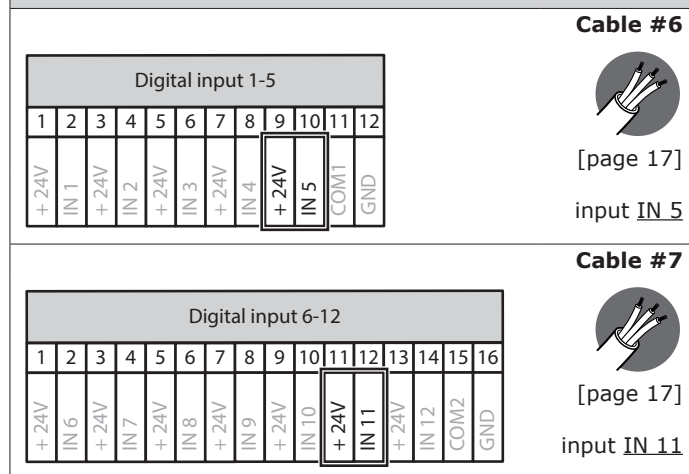 Cable #6
Digital input 1-5
1 2 3 4 5 6 7 8 9 10 11 12
+ 24V IN 1 + 24V IN 2 + 24V IN 3 + 24V IN 4 + 24V IN 5 COM1 GND
[page 17]
input IN 5
Cable #7
Digital input 6-12
1 2 3 4 5 6 7 8 9 10 11 12 13 14 15 16
+ 24V IN 6 + 24V IN 7 + 24V IN 8 + 24V IN 9 + 24V IN 10 + 24V IN 11 + 24V IN 12 COM2 GND
[page 17]
input IN 11